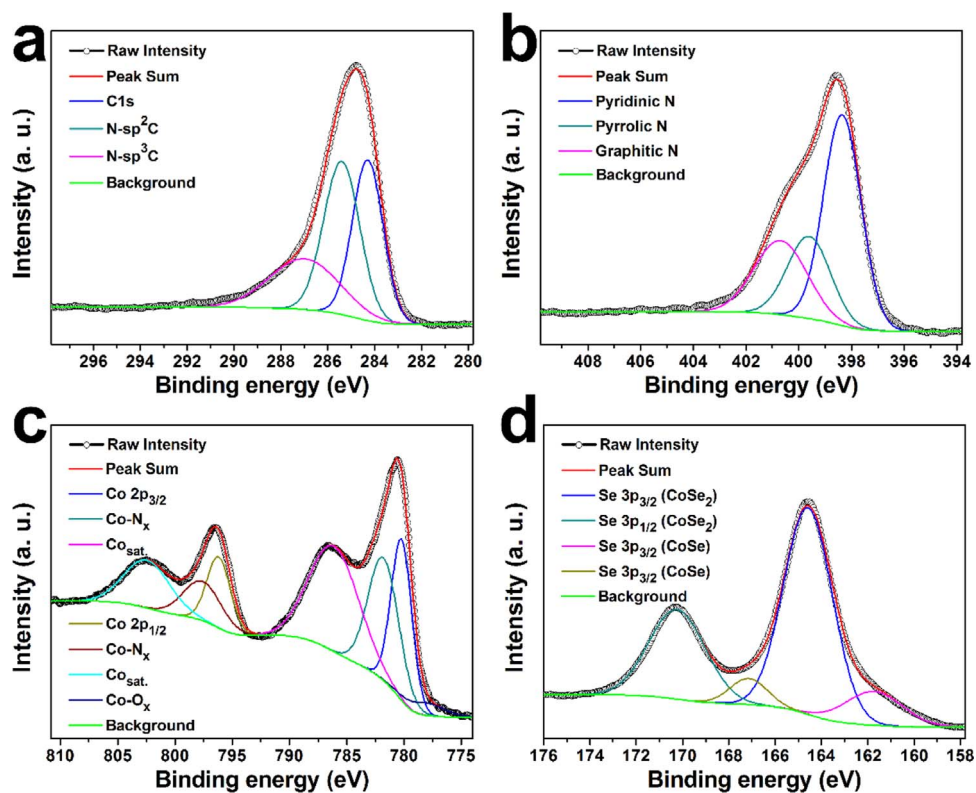 a
Raw Intensity
Peak Sum
C1s
N-sp²C
N-sp³C
Background
Intensity (a. u.)
296 294 292 290 288 286 284 282 280
Binding energy (eV)
b
Raw Intensity
Peak Sum
Pyridinic N
Pyrrolic N
Graphitic N
Background
Intensity (a. u.)
408 406 404 402 400 398 396 394
Binding energy (eV)
c
Raw Intensity
Peak Sum
Co 2p3/2
Co-Nx
Cosat.
Co 2p1/2
Co-Nx
Cosat.
Co-Ox
Background
Intensity (a. u.)
810 805 800 795 790 785 780 775
Binding energy (eV)
d
Raw Intensity
Peak Sum
Se 3p3/2 (CoSe2)
Se 3p1/2 (CoSe2)
Se 3p3/2 (CoSe)
Se 3p3/2 (CoSe)
Background
Intensity (a. u.)
176 174 172 170 168 166 164 162 160 158
Binding energy (eV)